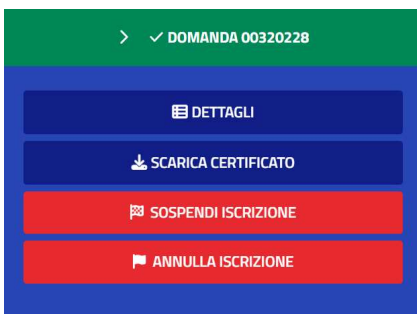 DOMANDA 00320228
DETTAGLI
SCARICA CERTIFICATO
SOSPENDI ISCRIZIONE
ANNULLA ISCRIZIONE